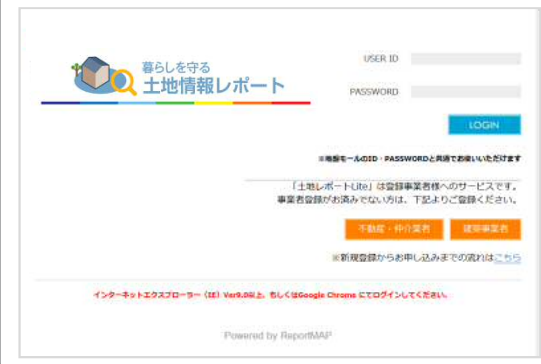 暮らしを守る
土地情報レポート
USER ID
PASSWORD
LOGIN
※地盤モールのID・PASSWORDと共通でお使いいただけます
「土地レポートLite」は登録事業者様へのサービスです。
事業者登録がお済みでない方は、下記よりご登録ください。
不動産・仲介業者
建築事業者
※新規登録からお申し込みまでの流れはこちら
インターネットエクスプローラー（IE）Ver9.0以上、もしくはGoogle Chrome にてログインしてください。
Powered by ReportMAP